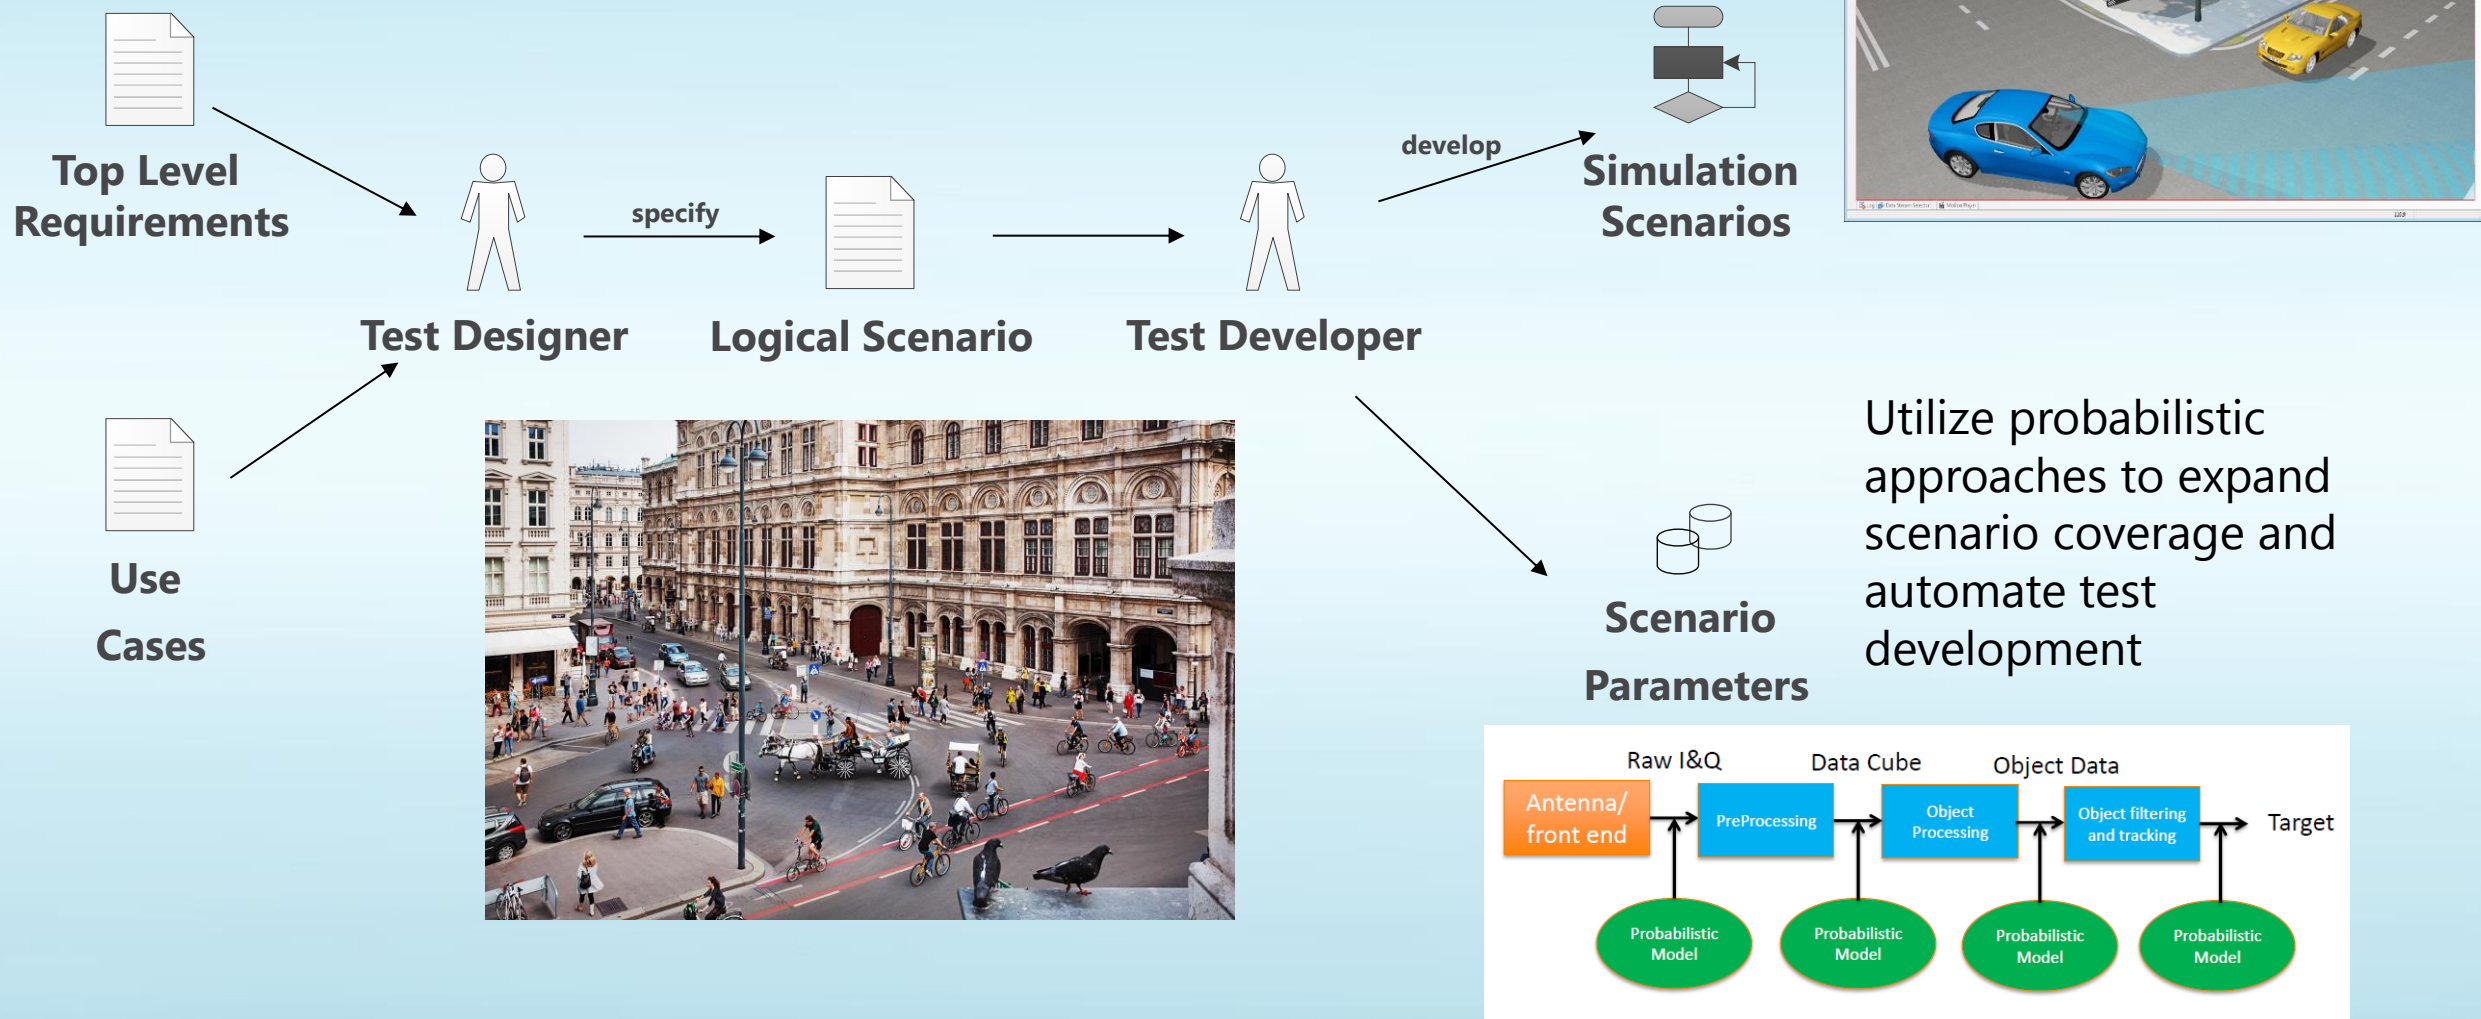 Top Level
Requirements
specify
develop
Simulation
Scenarios
Test Designer
Logical Scenario
Test Developer
Use
Cases
Utilize probabilistic
approaches to expand
scenario coverage and
automate test
development
Scenario
Parameters
Raw I&Q
Data Cube
Object Data
Antenna/
front end
PreProcessing
Object
Processing
Object filtering
and tracking
Target
Probabilistic
Model
Probabilistic
Model
Probabilistic
Model
Probabilistic
Model